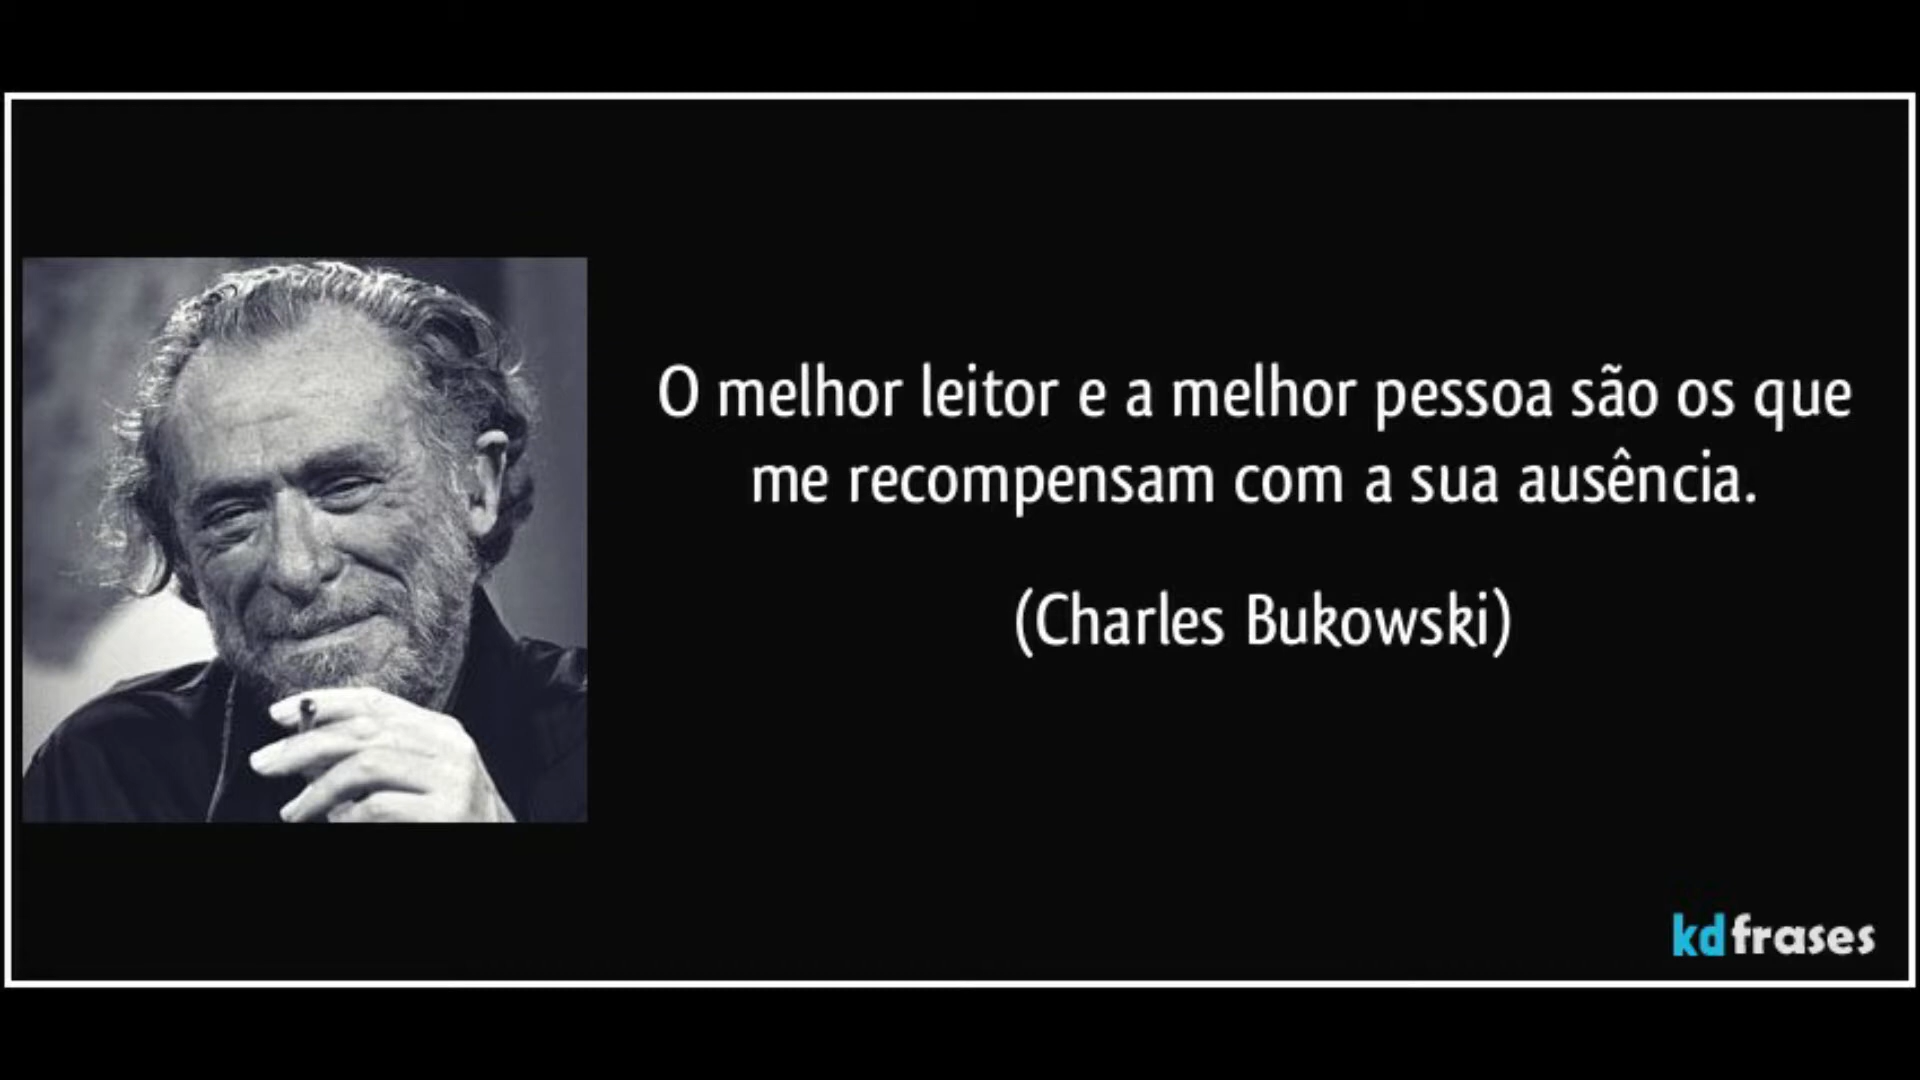 O melhor leitor e a melhor pessoa são os que
me recompensam com a sua ausência.
(Charles Bukowski)
kdfrases